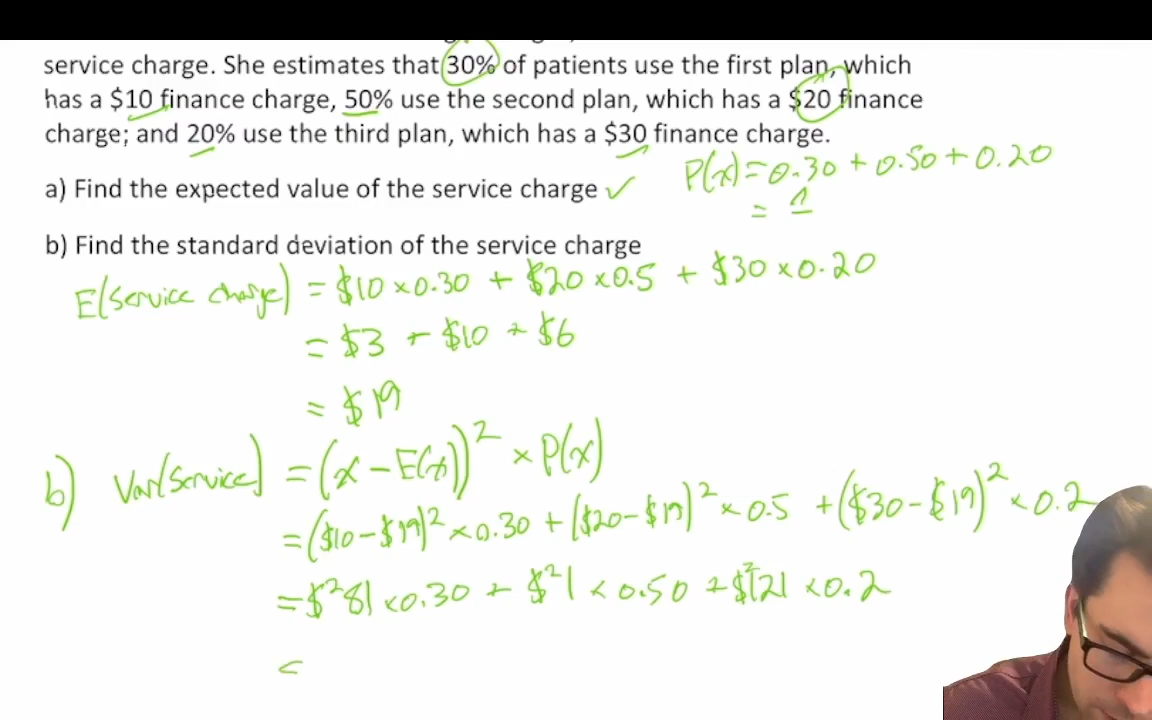 service charge. She estimates that 30% of patients use the first plan, which
has a $10 finance charge, 50% use the second plan, which has a $20 finance
charge; and 20% use the third plan, which has a $30 finance charge.
P(x) = 0.30 + 0.50 + 0.20
a) Find the expected value of the service charge ✓
= 1
b) Find the standard deviation of the service charge
E(Service charge) = $10 × 0.30 + $20 × 0.5 + $30 × 0.20
= $3 + $10 + $6
= $19
b) Var(Service) = (x - E(x))² × P(x)
= ($10 - $19)² × 0.30 + ($20 - $19)² × 0.5 + ($30 - $19)² × 0.2
= $²81 × 0.30 + $²1 × 0.50 + $²121 × 0.2
=